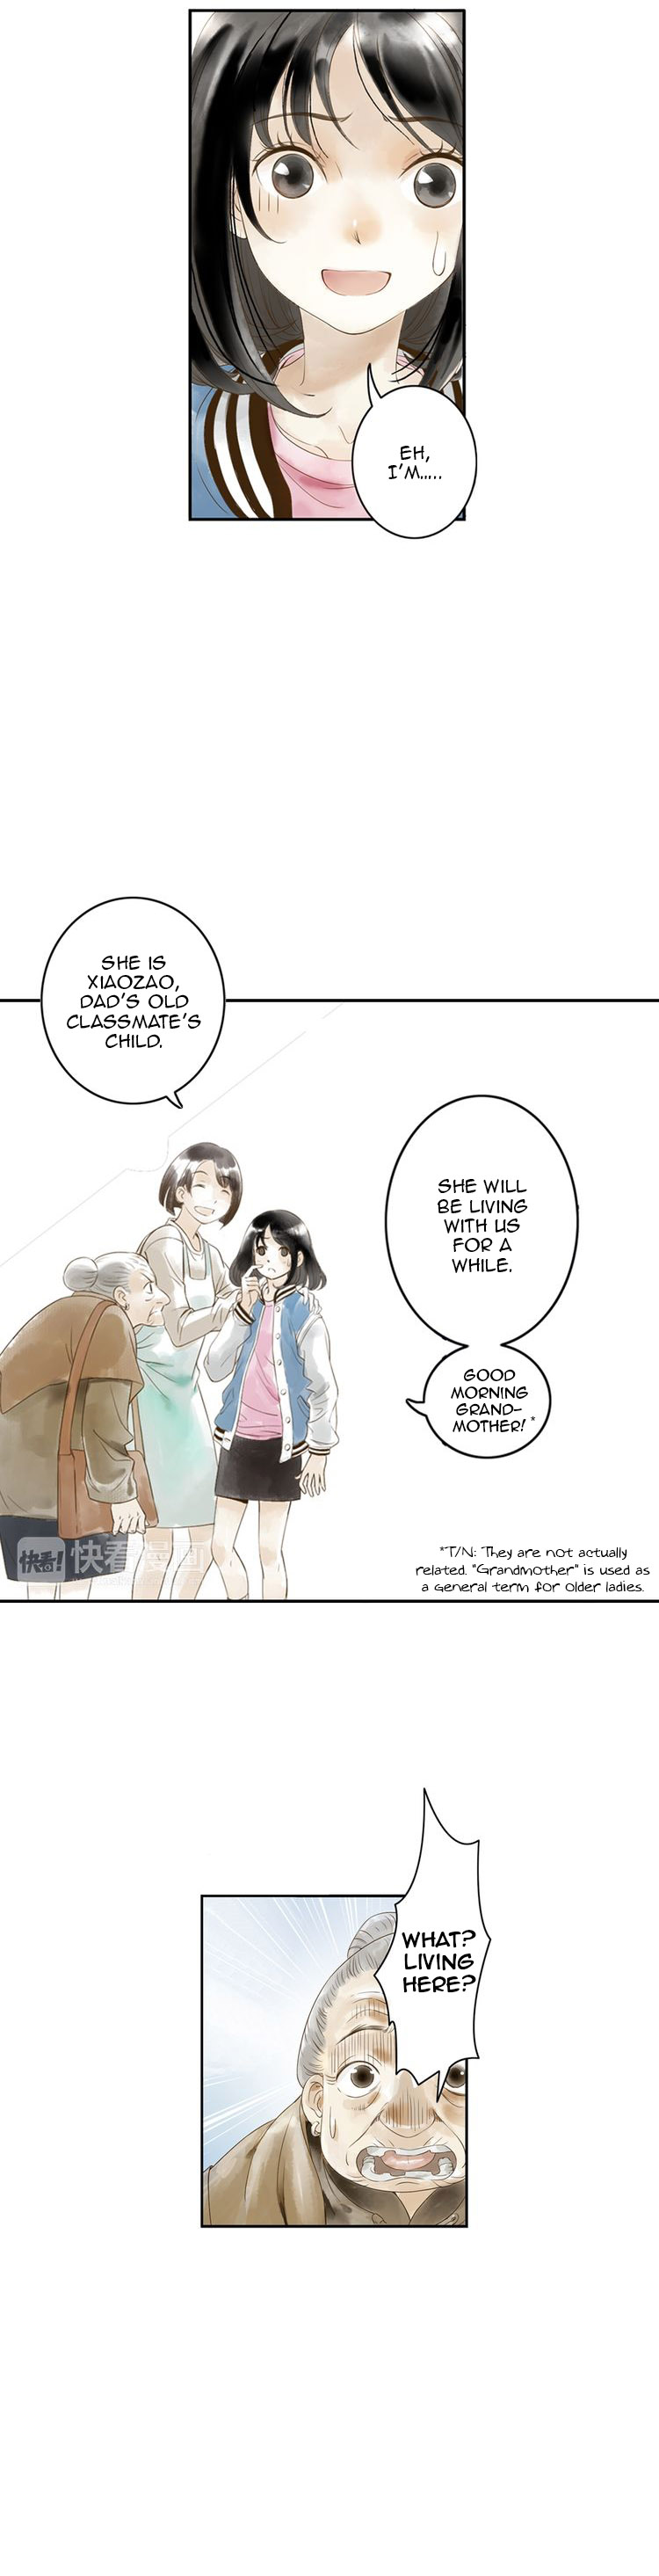 EH,
I'M.....
SHE IS
XIAOZAO,
DAD'S OLD
CLASSMATE'S
CHILD.
SHE WILL
BE LIVING
WITH US
FOR A
WHILE.
GOOD
MORNING
GRAND-
MOTHER! *
*T/N: They are not actually
related. "Grandmother" is used as
a general term for older ladies.
快看! 快看漫画
WHAT?
LIVING
HERE?